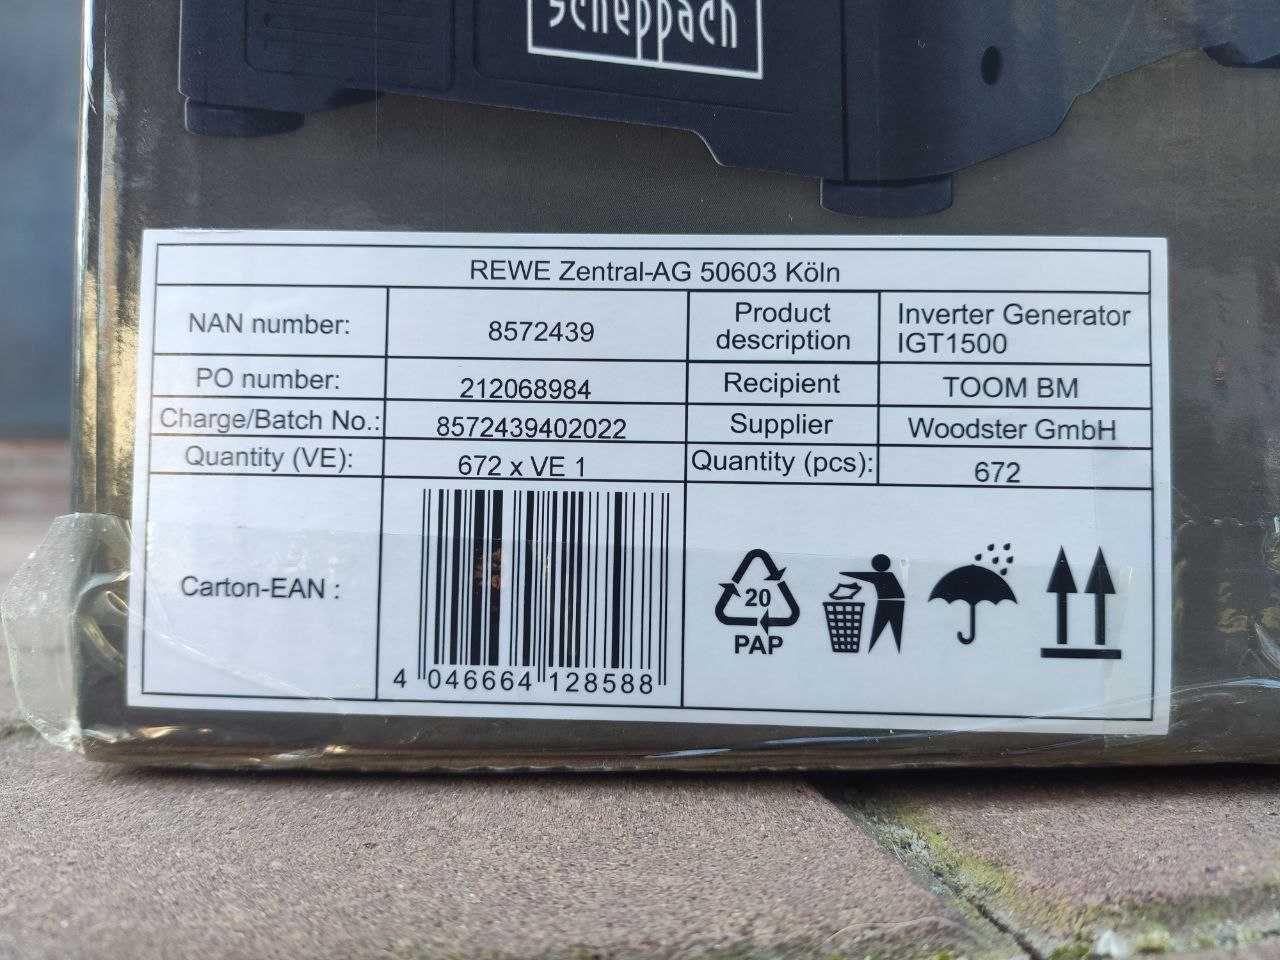 scheppach
REWE Zentral-AG 50603 Köln
NAN number: 8572439 Product description Inverter Generator IGT1500
PO number: 212068984 Recipient TOOM BM
Charge/Batch No.: 8572439402022 Supplier Woodster GmbH
Quantity (VE): 672 x VE 1 Quantity (pcs): 672
Carton-EAN :
4 046664 128588
20
PAP